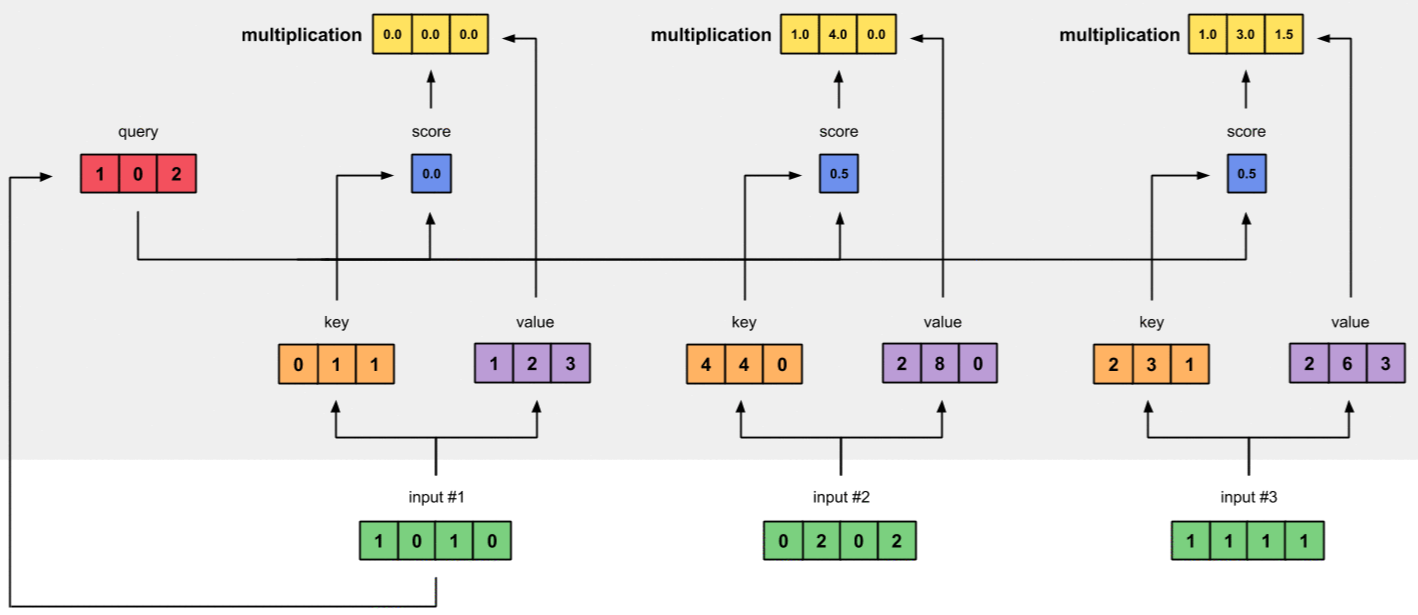 multiplication 0.0 0.0 0.0 multiplication 1.0 4.0 0.0 multiplication 1.0 3.0 1.5
query score score score
1 0 2 0.0 0.5 0.5
key value key value key value
0 1 1 1 2 3 4 4 0 2 8 0 2 3 1 2 6 3
input #1 input #2 input #3
1 0 1 0 0 2 0 2 1 1 1 1